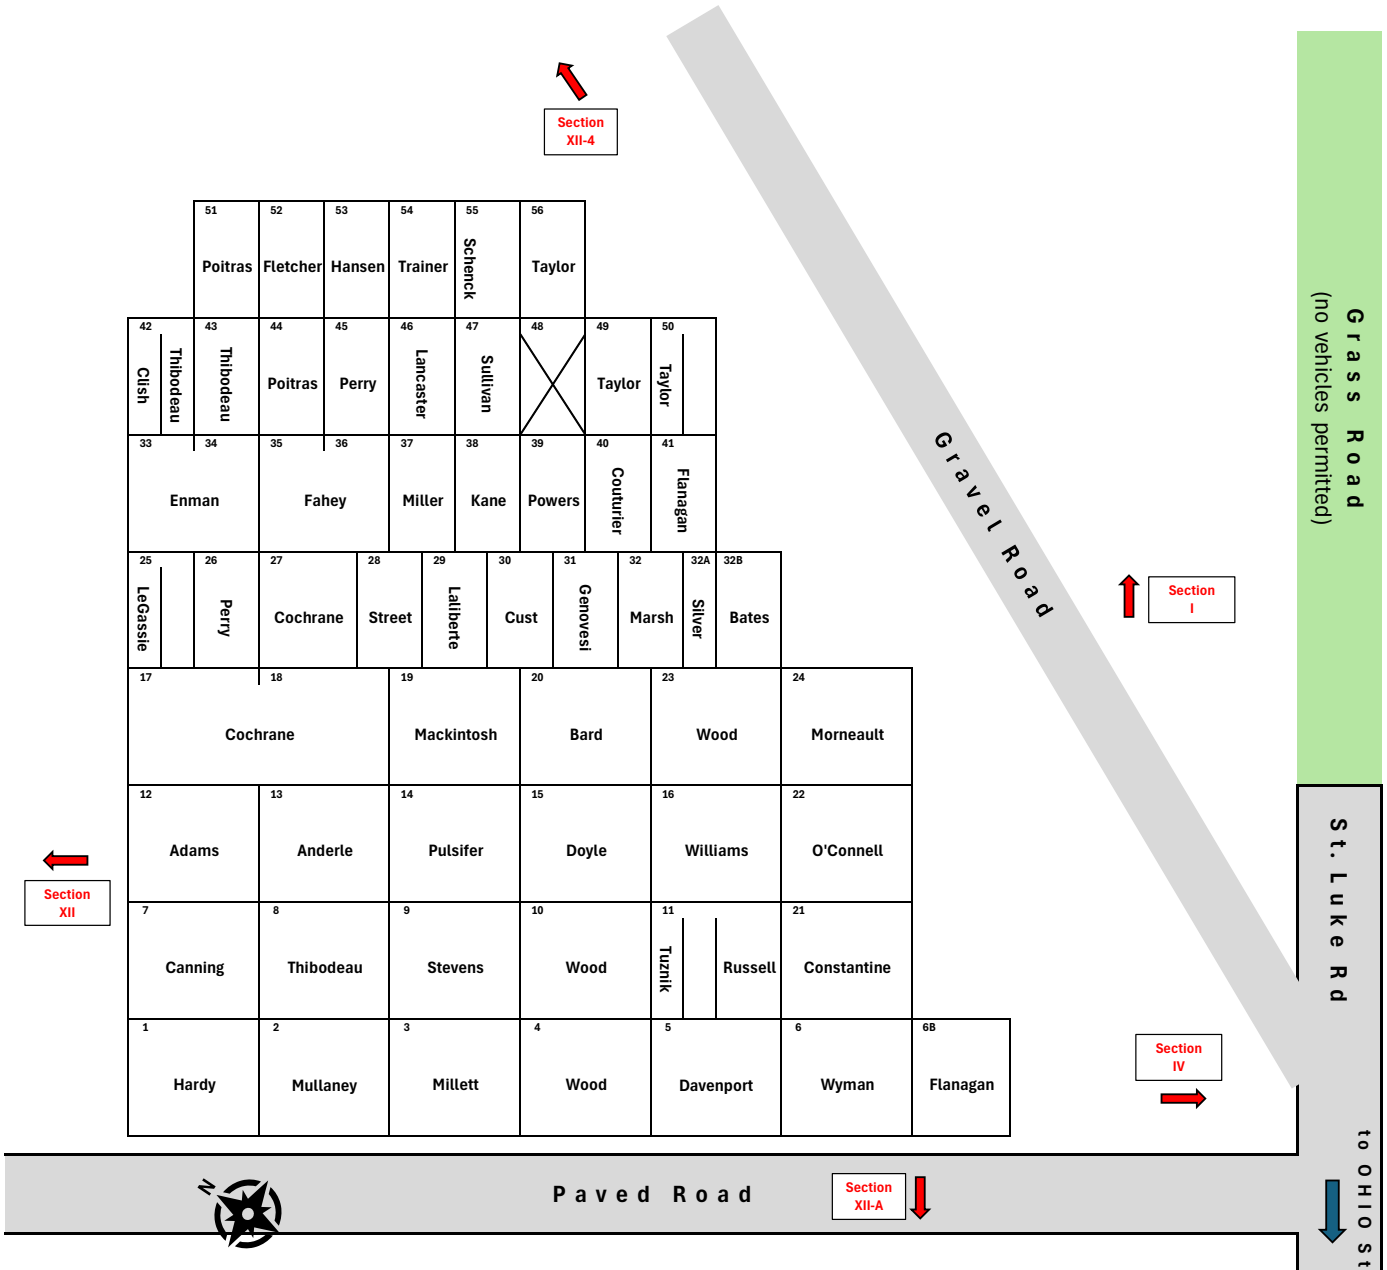 Section
XII-4
51 52 53 54 55 56
Poitras Fletcher Hansen Trainer Schenck Taylor
42 43 44 45 46 47 48 49 50
Clish Thibodeau Thibodeau Poitras Perry Lancaster Sullivan Taylor Taylor
33 34 35 36 37 38 39 40 41
Enman Fahey Miller Kane Powers Couturier Flanagan
25 26 27 28 29 30 31 32 32A 32B
LeGassie Perry Cochrane Street Laliberte Cust Genovesi Marsh Silver Bates
17 18 19 20 23 24
Cochrane Mackintosh Bard Wood Morneault
12 13 14 15 16 22
Adams Anderle Pulsifer Doyle Williams O'Connell
7 8 9 10 11 21
Canning Thibodeau Stevens Wood Tuznik Russell Constantine
1 2 3 4 5 6 6B
Hardy Mullaney Millett Wood Davenport Wyman Flanagan
Section
XII
Gravel Road
Section
I
Grass Road
(no vehicles permitted)
St. Luke Rd
Section
IV
to OHIO St
N
Paved Road
Section
XII-A